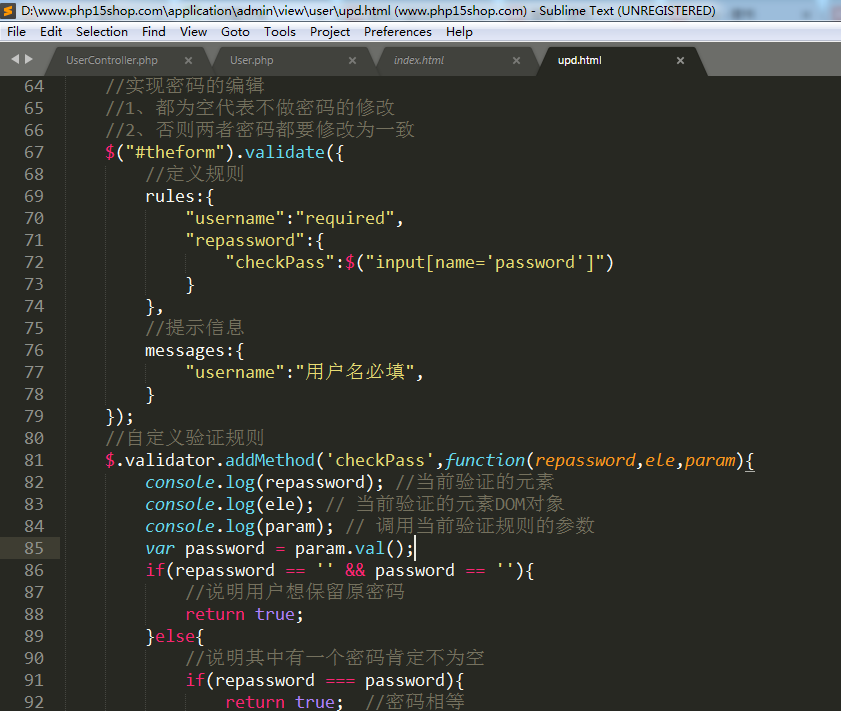 D:\www.php15shop.com\application\admin\view\user\upd.html (www.php15shop.com) - Sublime Text (UNREGISTERED)
File Edit Selection Find View Goto Tools Project Preferences Help
UserController.php × User.php × index.html × upd.html ×
64 //实现密码的编辑
65 //1、都为空代表不做密码的修改
66 //2、否则两者密码都要修改为一致
67 $("#theform").validate({
68 //定义规则
69 rules:{
70 "username":"required",
71 "repassword":{
72 "checkPass":$("input[name='password']")
73 }
74 },
75 //提示信息
76 messages:{
77 "username":"用户名必填",
78 }
79 });
80 //自定义验证规则
81 $.validator.addMethod('checkPass',function(repassword,ele,param){
82 console.log(repassword); //当前验证的元素
83 console.log(ele); // 当前验证的元素DOM对象
84 console.log(param); // 调用当前验证规则的参数
85 var password = param.val();
86 if(repassword == '' && password == ''){
87 //说明用户想保留原密码
88 return true;
89 }else{
90 //说明其中有一个密码肯定不为空
91 if(repassword === password){
92 return true; //密码相等